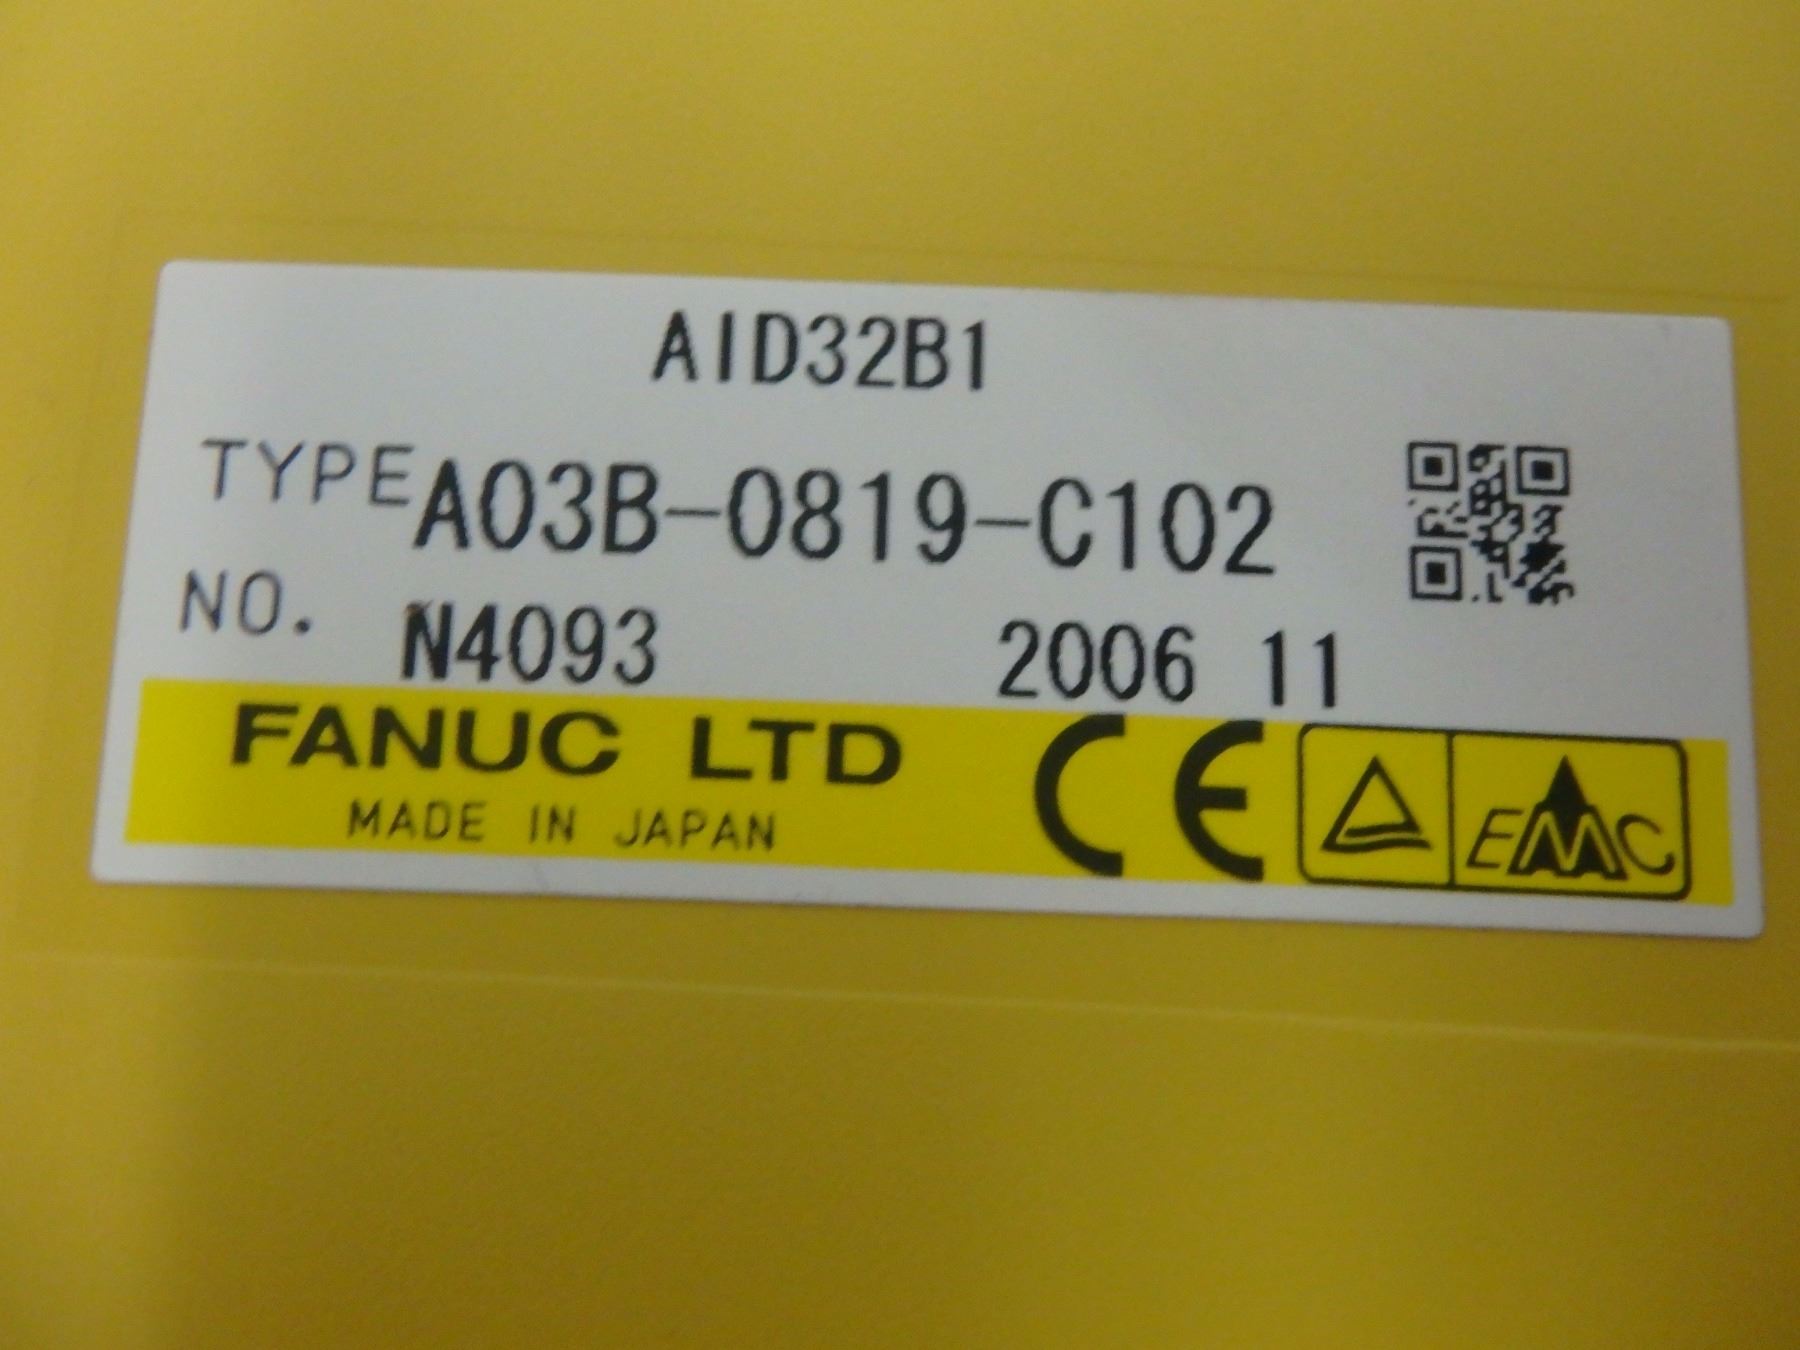 AID32B1
TYPE A03B-0819-C102
NO. N4093 2006 11
FANUC LTD CE EMC
MADE IN JAPAN